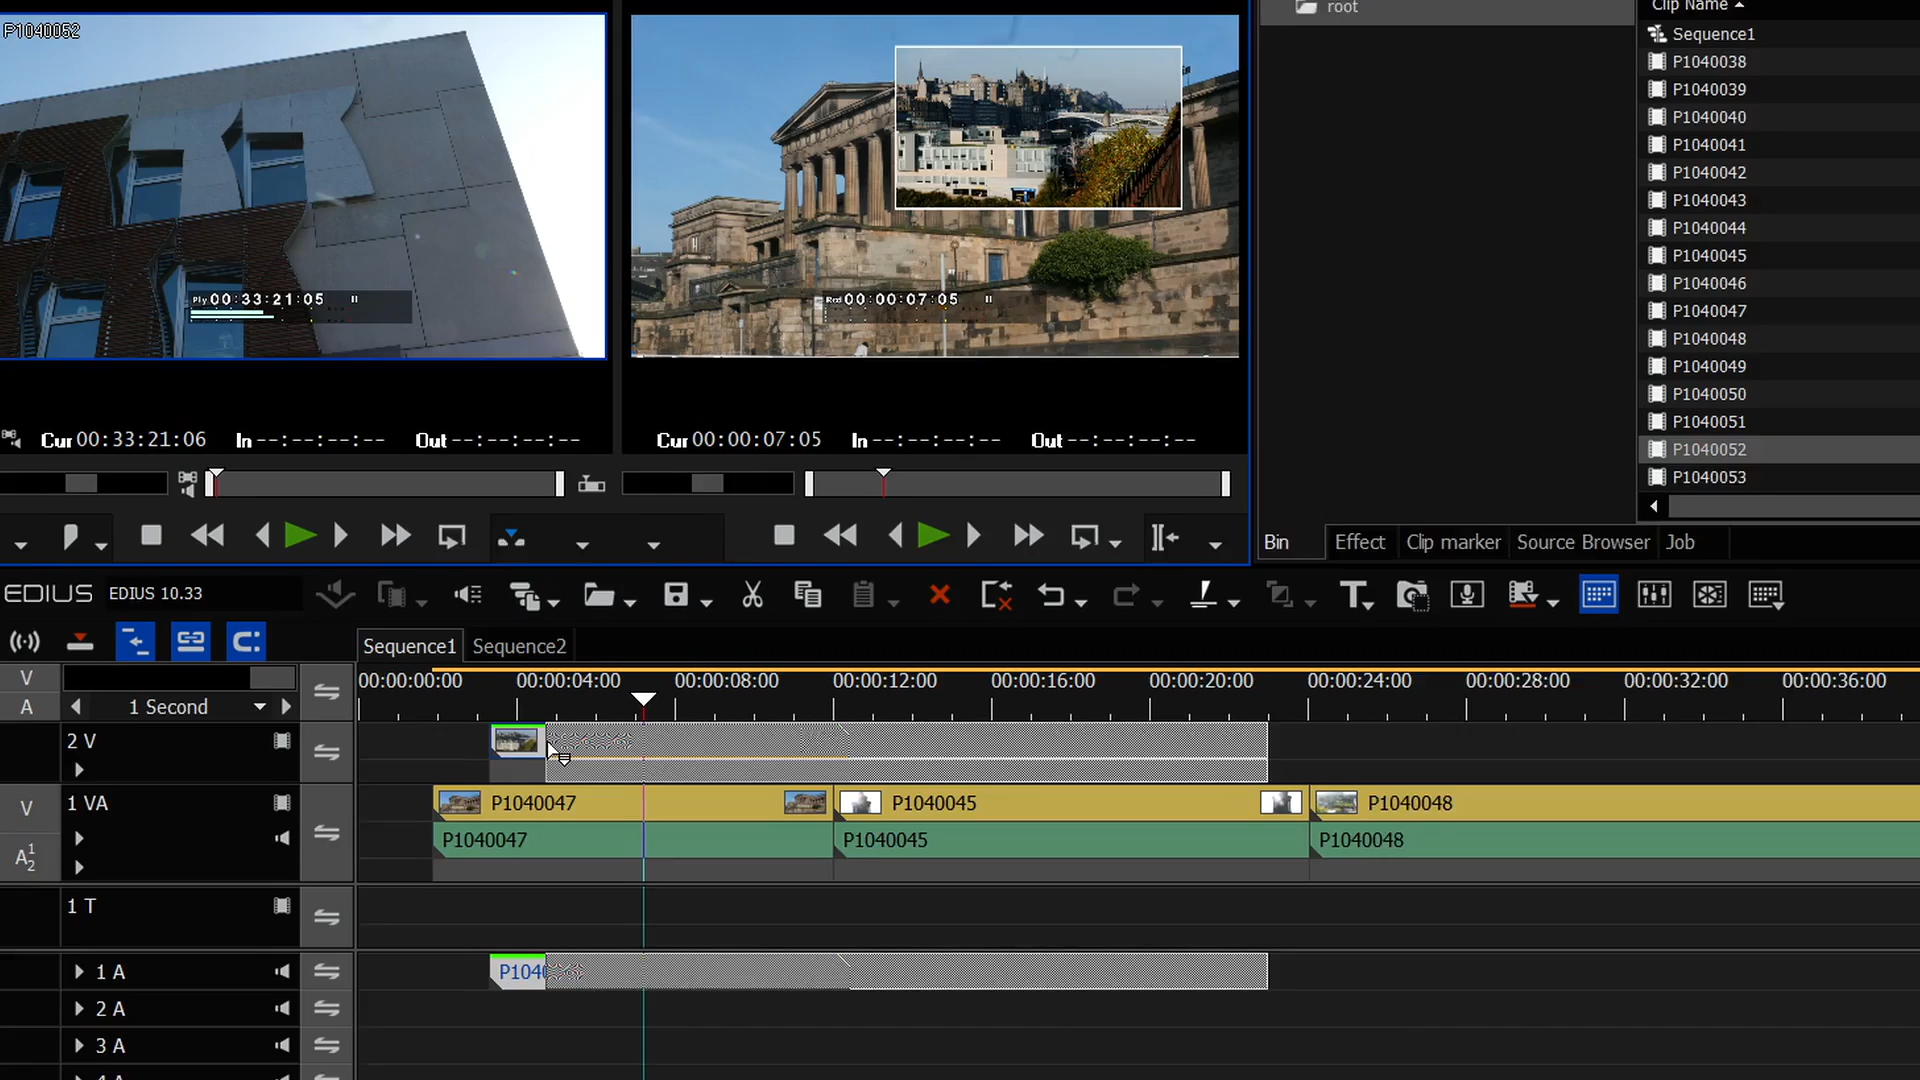 P1040052
Ply 00:33:21:05
Rec 00:00:07:05
Cur 00:33:21:06 In --:--:--:-- Out --:--:--:--
Cur 00:00:07:05 In --:--:--:-- Out --:--:--:--
root
Clip Name
Sequence1
P1040038
P1040039
P1040040
P1040041
P1040042
P1040043
P1040044
P1040045
P1040046
P1040047
P1040048
P1040049
P1040050
P1040051
P1040052
P1040053
Bin Effect Clip marker Source Browser Job
EDIUS EDIUS 10.33
Sequence1 Sequence2
V
A
1 Second
00:00:00:00 00:00:04:00 00:00:08:00 00:00:12:00 00:00:16:00 00:00:20:00 00:00:24:00 00:00:28:00 00:00:32:00 00:00:36:00
2 V
V 1 VA P1040047 P1040045 P1040048
A 1 2 P1040047 P1040045 P1040048
1 T
1 A P104
2 A
3 A